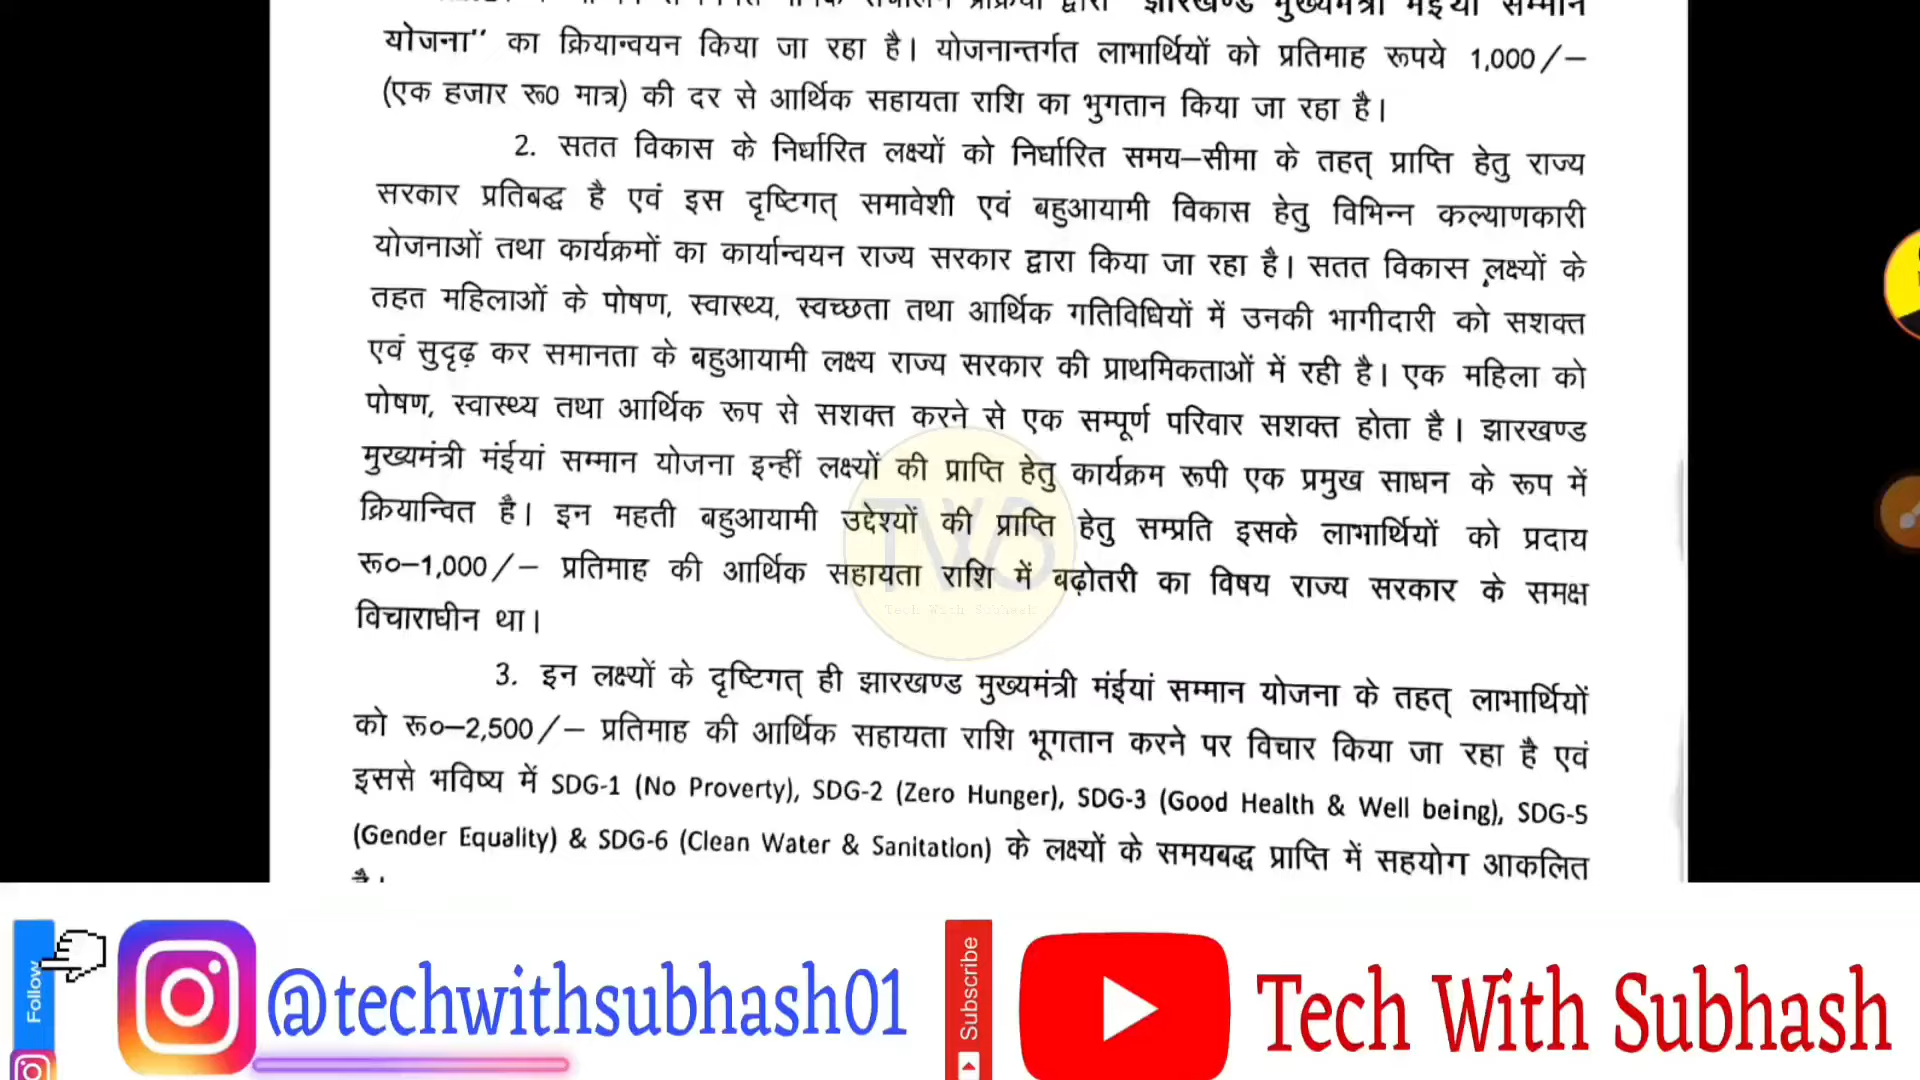 झारखण्ड मुख्यमंत्री मंईयां सम्मान
योजना" का क्रियान्वयन किया जा रहा है। योजनान्तर्गत लाभार्थियों को प्रतिमाह रूपये 1,000/–
(एक हजार रू0 मात्र) की दर से आर्थिक सहायता राशि का भुगतान किया जा रहा है।
2. सतत विकास के निर्धारित लक्ष्यों को निर्धारित समय–सीमा के तहत् प्राप्ति हेतु राज्य
सरकार प्रतिबद्ध है एवं इस दृष्टिगत् समावेशी एवं बहुआयामी विकास हेतु विभिन्न कल्याणकारी
योजनाओं तथा कार्यक्रमों का कार्यान्वयन राज्य सरकार द्वारा किया जा रहा है। सतत विकास लक्ष्यों के
तहत महिलाओं के पोषण, स्वास्थ्य, स्वच्छता तथा आर्थिक गतिविधियों में उनकी भागीदारी को सशक्त
एवं सुदृढ़ कर समानता के बहुआयामी लक्ष्य राज्य सरकार की प्राथमिकताओं में रही है। एक महिला को
पोषण, स्वास्थ्य तथा आर्थिक रूप से सशक्त करने से एक सम्पूर्ण परिवार सशक्त होता है। झारखण्ड
मुख्यमंत्री मंईयां सम्मान योजना इन्हीं लक्ष्यों की प्राप्ति हेतु कार्यक्रम रूपी एक प्रमुख साधन के रूप में
क्रियान्वित है। इन महती बहुआयामी उद्देश्यों की प्राप्ति हेतु सम्प्रति इसके लाभार्थियों को प्रदाय
रू०–1,000/– प्रतिमाह की आर्थिक सहायता राशि में बढ़ोतरी का विषय राज्य सरकार के समक्ष
विचाराधीन था।
Tech With Subhash
3. इन लक्ष्यों के दृष्टिगत् ही झारखण्ड मुख्यमंत्री मंईयां सम्मान योजना के तहत् लाभार्थियों
को रू०–2,500/– प्रतिमाह की आर्थिक सहायता राशि भूगतान करने पर विचार किया जा रहा है एवं
इससे भविष्य में SDG-1 (No Proverty), SDG-2 (Zero Hunger), SDG-3 (Good Health & Well being), SDG-5
(Gender Equality) & SDG-6 (Clean Water & Sanitation) के लक्ष्यों के समयबद्ध प्राप्ति में सहयोग आकलित
है।
Follow
@techwithsubhash01
Subscribe
Tech With Subhash